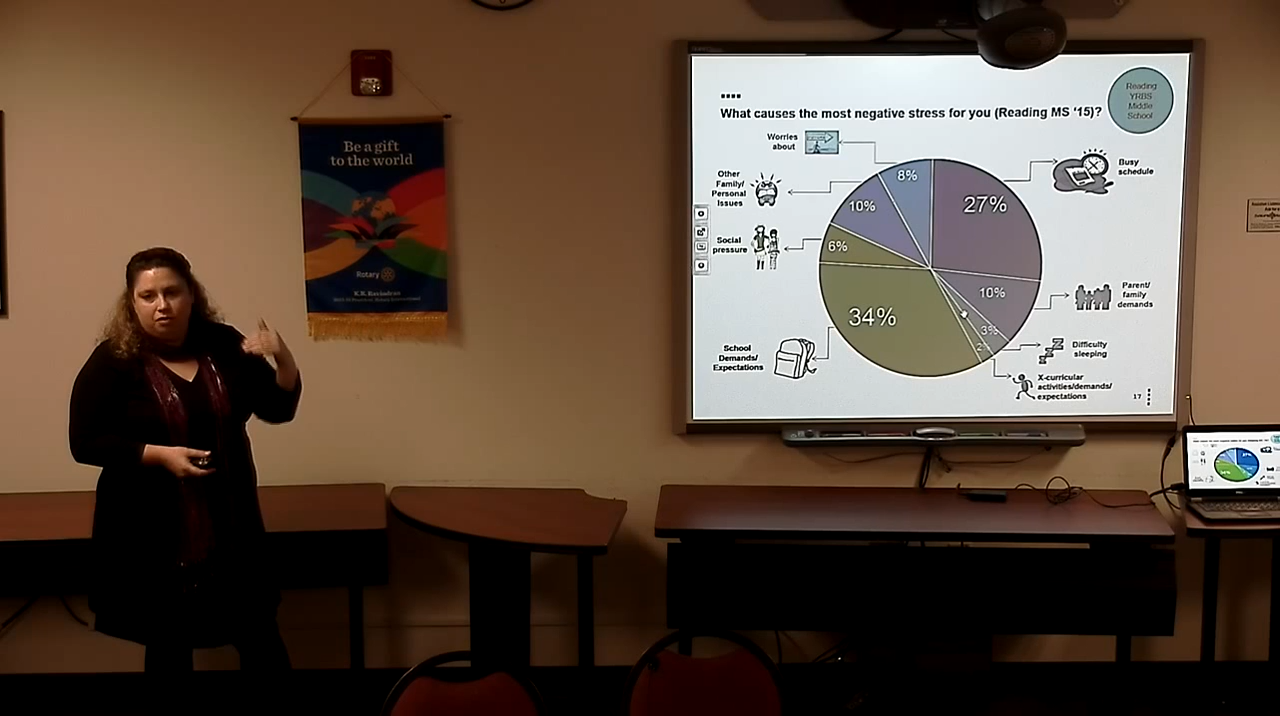 Be a gift
to the world
Rotary
K.R. Ravindran
What causes the most negative stress for you (Reading MS '15)?
Reading
YRBS
Middle
School
Worries
about
Other
Family/
Personal
Issues
Social
pressure
School
Demands/
Expectations
Busy
schedule
Parent/
family
demands
Difficulty
sleeping
X-curricular
activities/demands/
expectations
8%
27%
10%
6%
10%
34%
3%
2%
17